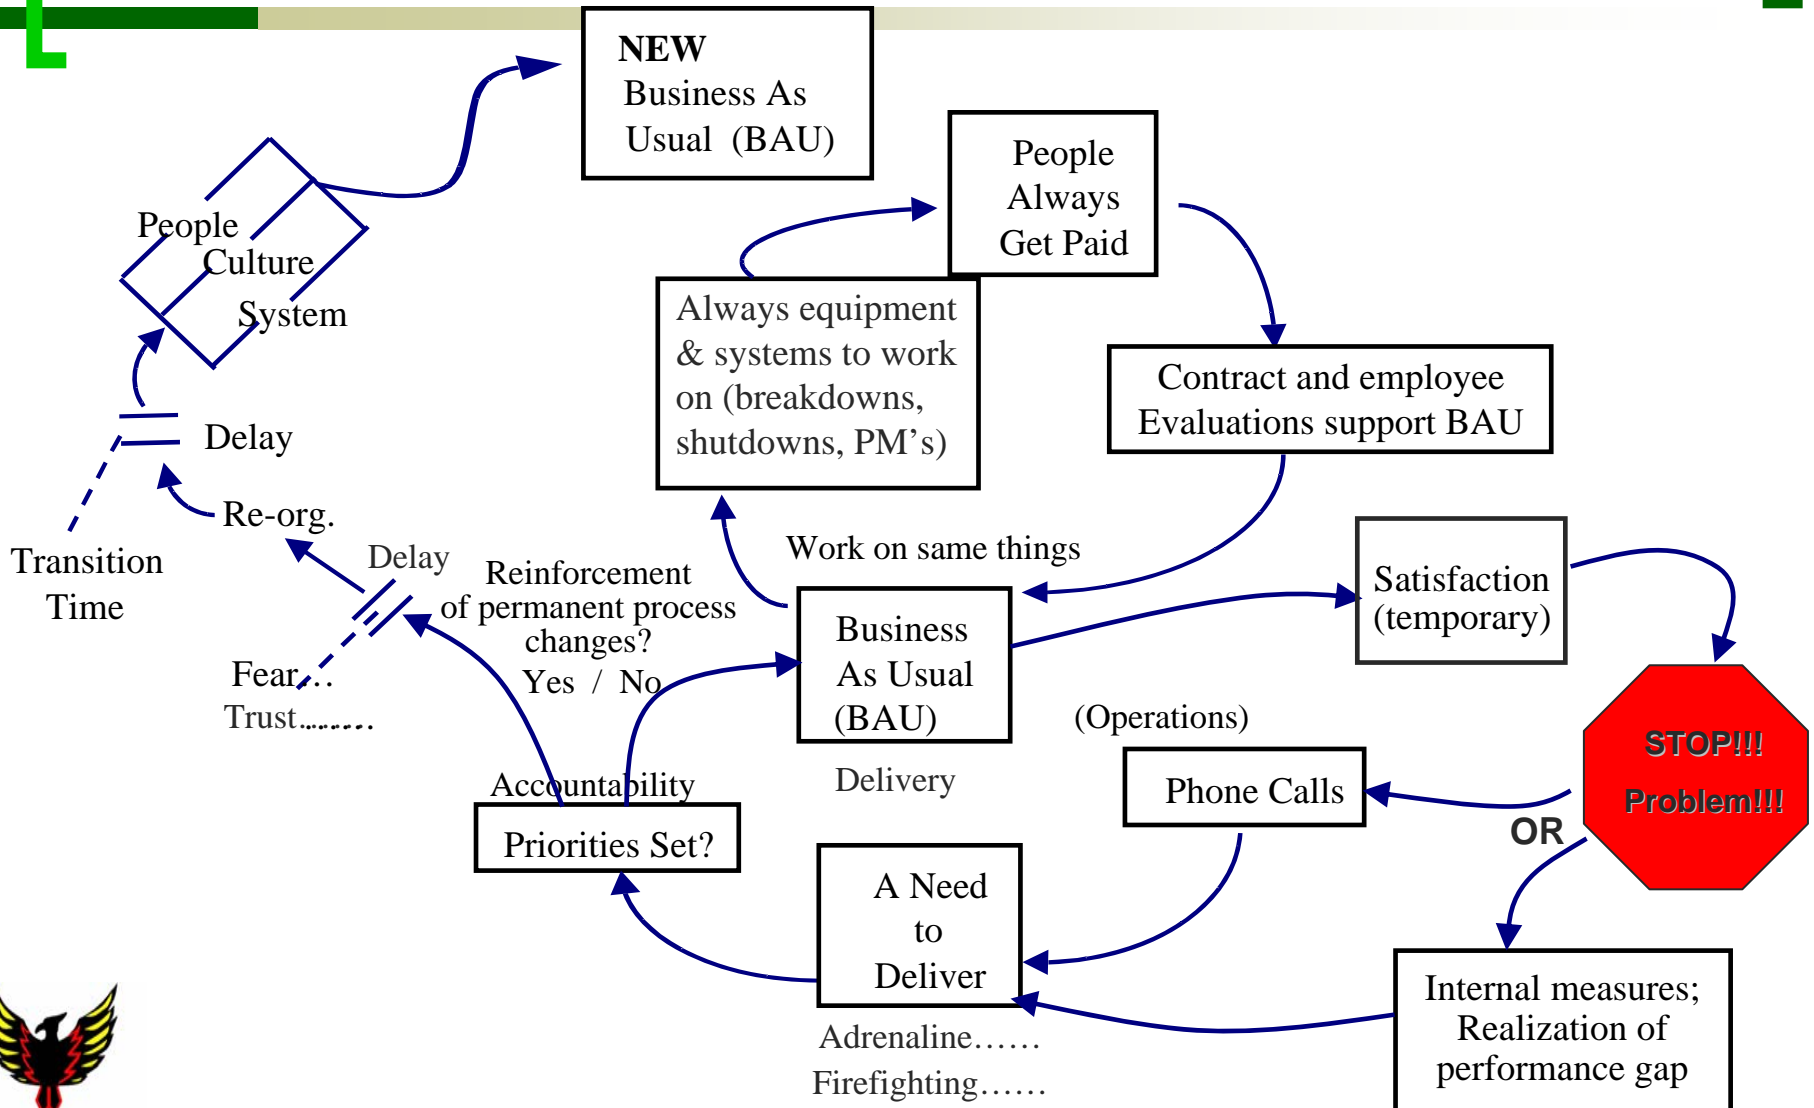 NEW
Business As
Usual (BAU)
People
Always
Get Paid
People
Culture
System
Always equipment
& systems to work
on (breakdowns,
shutdowns, PM’s)
Contract and employee
Evaluations support BAU
Delay
Re-org.
Transition
Time
Delay
Reinforcement
of permanent process
changes?
Yes / No
Work on same things
Satisfaction
(temporary)
Business
As Usual
(BAU)
Fear…
Trust........
(Operations)
STOP!!!
Problem!!!
Accountability
Delivery
Phone Calls
OR
Priorities Set?
A Need
to
Deliver
Internal measures;
Realization of
performance gap
Adrenaline……
Firefighting……